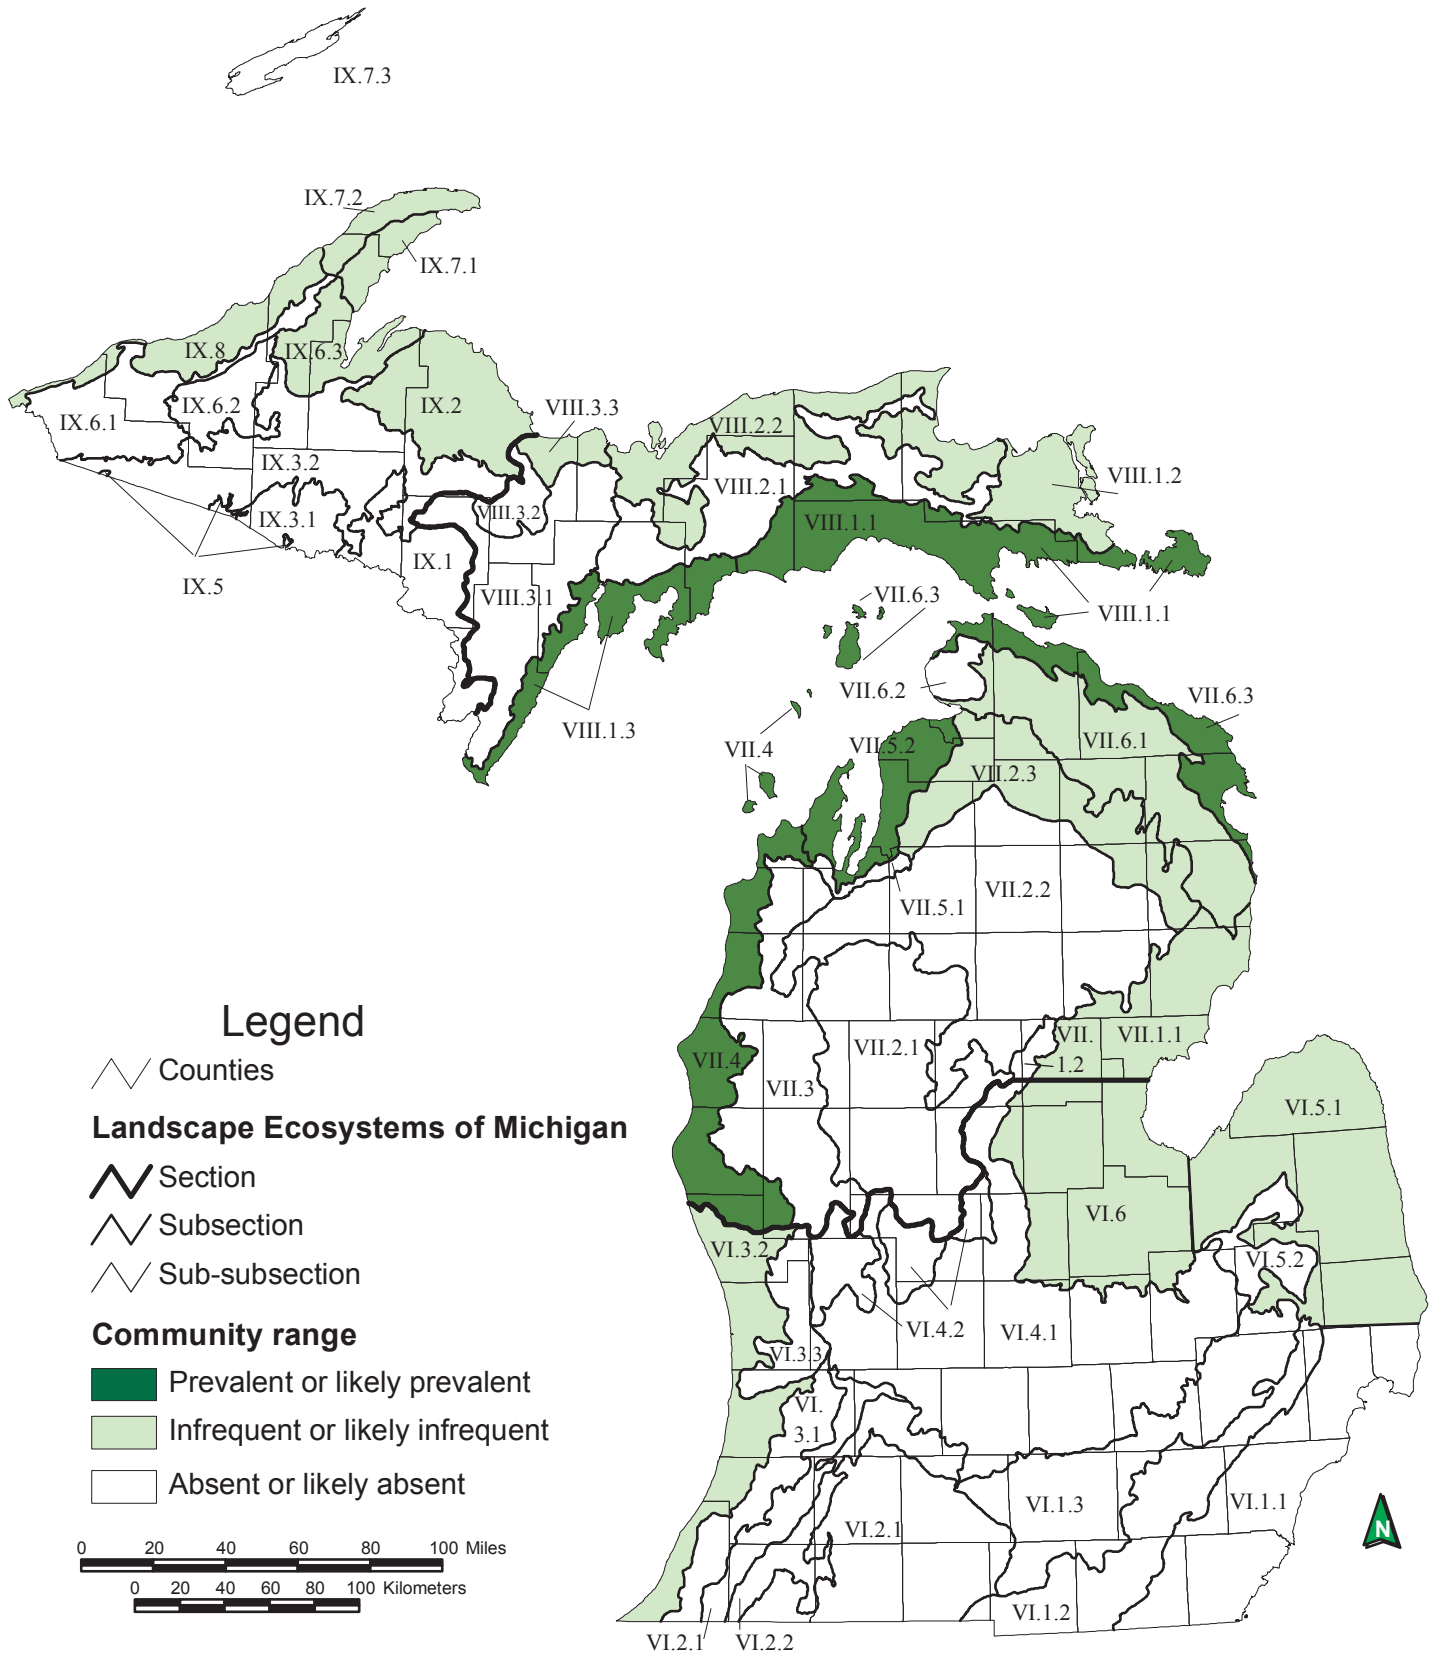 IX.7.3
IX.7.2
IX.7.1
IX.8
IX.6.3
IX.6.2
IX.6.1
IX.2
VIII.3.3
VIII.2.2
VIII.1.2
IX.3.2
VIII.2.1
VIII.3.2
VIII.1.1
IX.3.1
IX.1
IX.5
VIII.3.1
VII.6.3
VIII.1.1
VII.6.2
VII.6.3
VIII.1.3
VII.4
VII.5.2
VII.6.1
VII.2.3
VII.2.2
VII.5.1
Legend
Counties
Landscape Ecosystems of Michigan
Section
Subsection
Sub-subsection
Community range
Prevalent or likely prevalent
Infrequent or likely infrequent
Absent or likely absent
0 20 40 60 80 100 Miles
0 20 40 60 80 100 Kilometers
VII.
1.2
VII.1.1
VII.2.1
VII.4
VII.3
VI.5.1
VI.6
VI.3.2
VI.5.2
VI.4.2
VI.4.1
VI.3.3
VI.
3.1
VI.1.3
VI.1.1
VI.2.1
N
VI.1.2
VI.2.1
VI.2.2